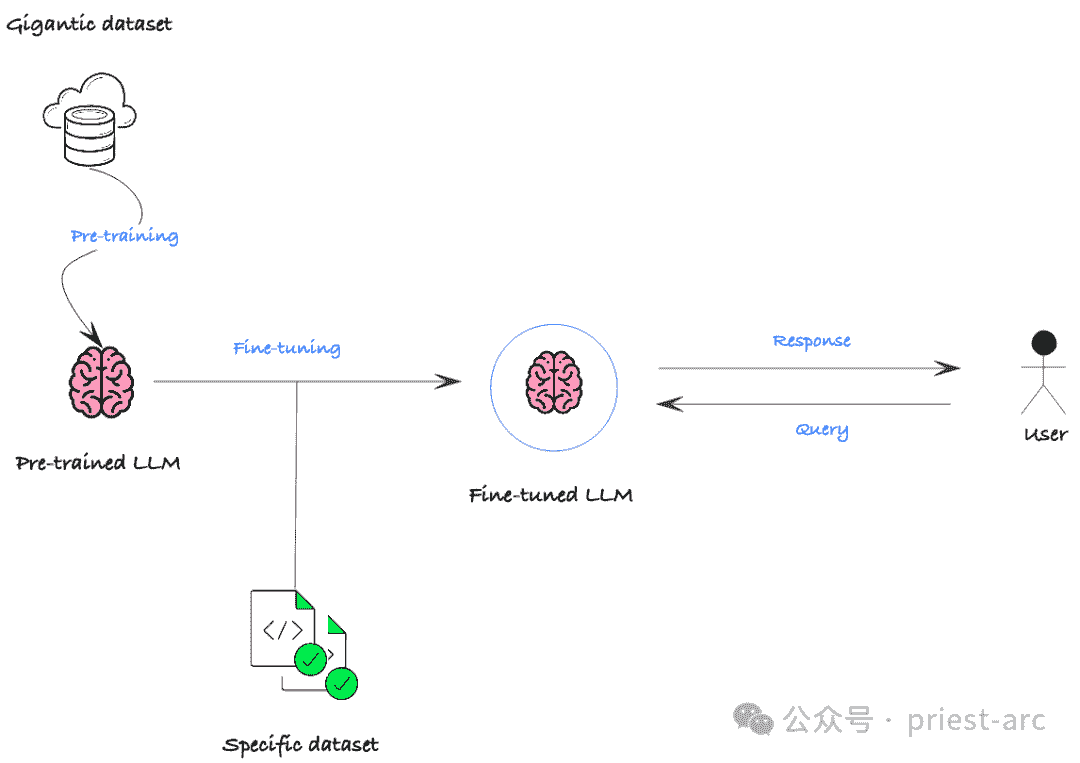 Gigantic dataset
Pre-training
Fine-tuning
Response
Query
User
Pre-trained LLM
Fine-tuned LLM
</>
Specific dataset
公众号 · priest-arc